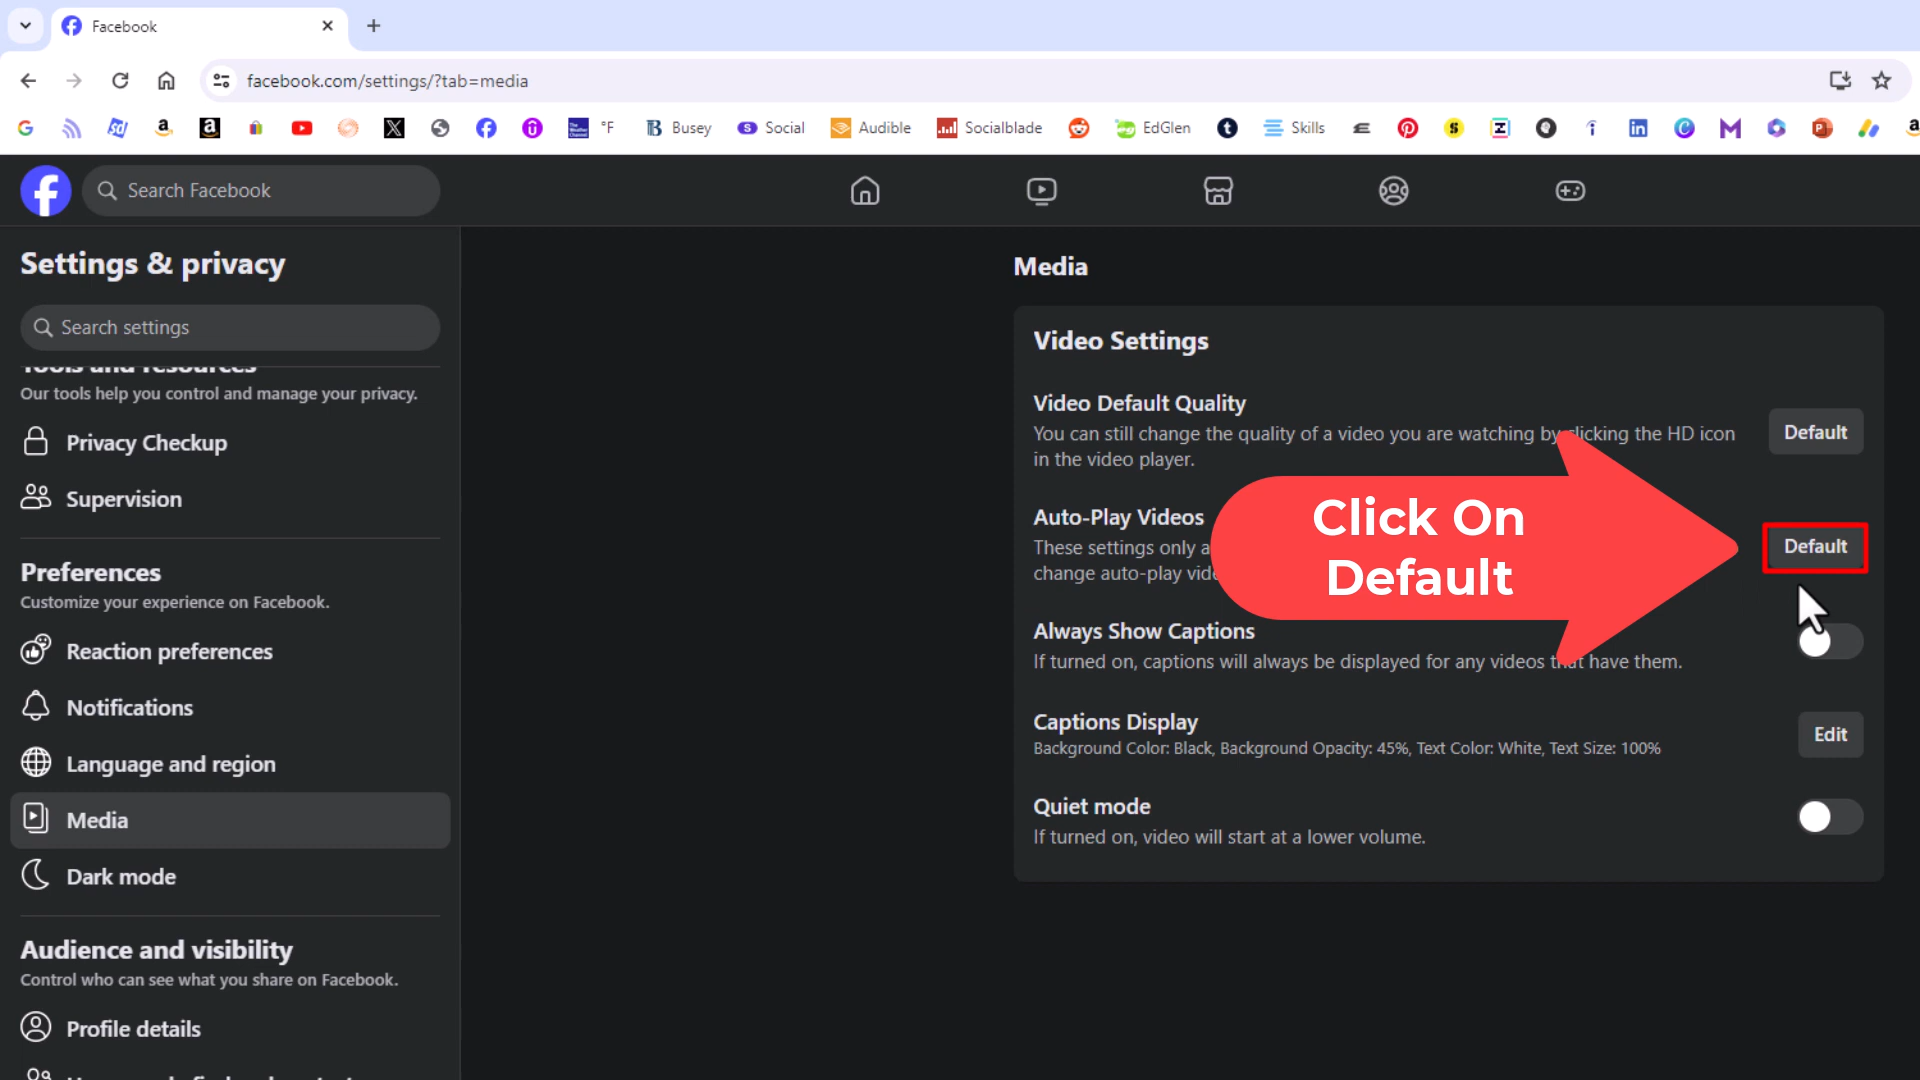 Facebook
facebook.com/settings/?tab=media
°F
Busey
Social
Audible
Socialblade
EdGlen
Skills
Search Facebook
Settings & privacy
Search settings
Tools and resources
Our tools help you control and manage your privacy.
Privacy Checkup
Supervision
Preferences
Customize your experience on Facebook.
Reaction preferences
Notifications
Language and region
Media
Dark mode
Audience and visibility
Control who can see what you share on Facebook.
Profile details
Media
Video Settings
Video Default Quality
You can still change the quality of a video you are watching by clicking the HD icon
in the video player.
Default
Auto-Play Videos
These settings only
change auto-play
Default
Click On
Default
Always Show Captions
If turned on, captions will always be displayed for any videos that have them.
Captions Display
Background Color: Black, Background Opacity: 45%, Text Color: White, Text Size: 100%
Edit
Quiet mode
If turned on, video will start at a lower volume.